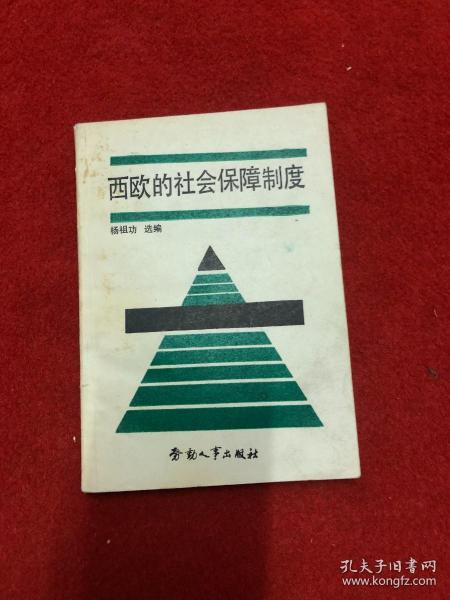 西欧的社会保障制度
杨祖功 选编
劳动人事出版社
孔夫子旧书网
www.kongfz.com